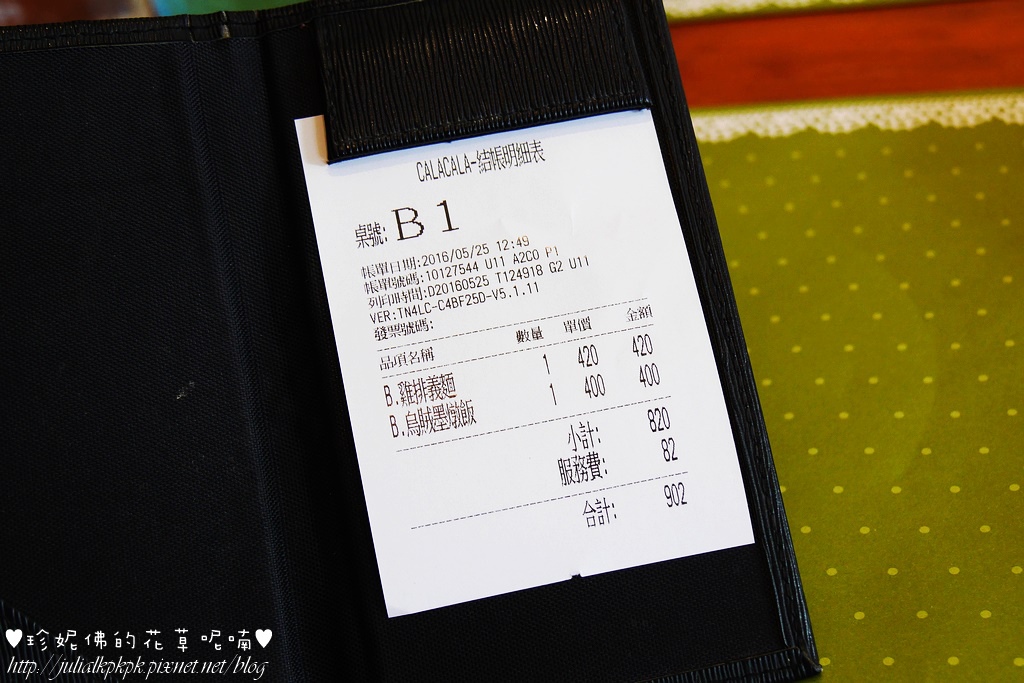 CALACALA-結帳明細表
桌號: B 1
帳單日期:2016/05/25 12:49
帳單號碼:10127544 U11 A2C0 P1
列印時間:D20160525 T124918 G2 U11
VER:TN4LC-C4BF25D-V5.1.11
發票號碼:
品項名稱 數量 單價 金額
B.雞排義麵 1 420 420
B.烏賊墨燉飯 1 400 400
小計: 820
服務費: 82
合計: 902
♥珍妮佛的花草呢喃♥
http://julialkpkpk.pixnet.net/blog